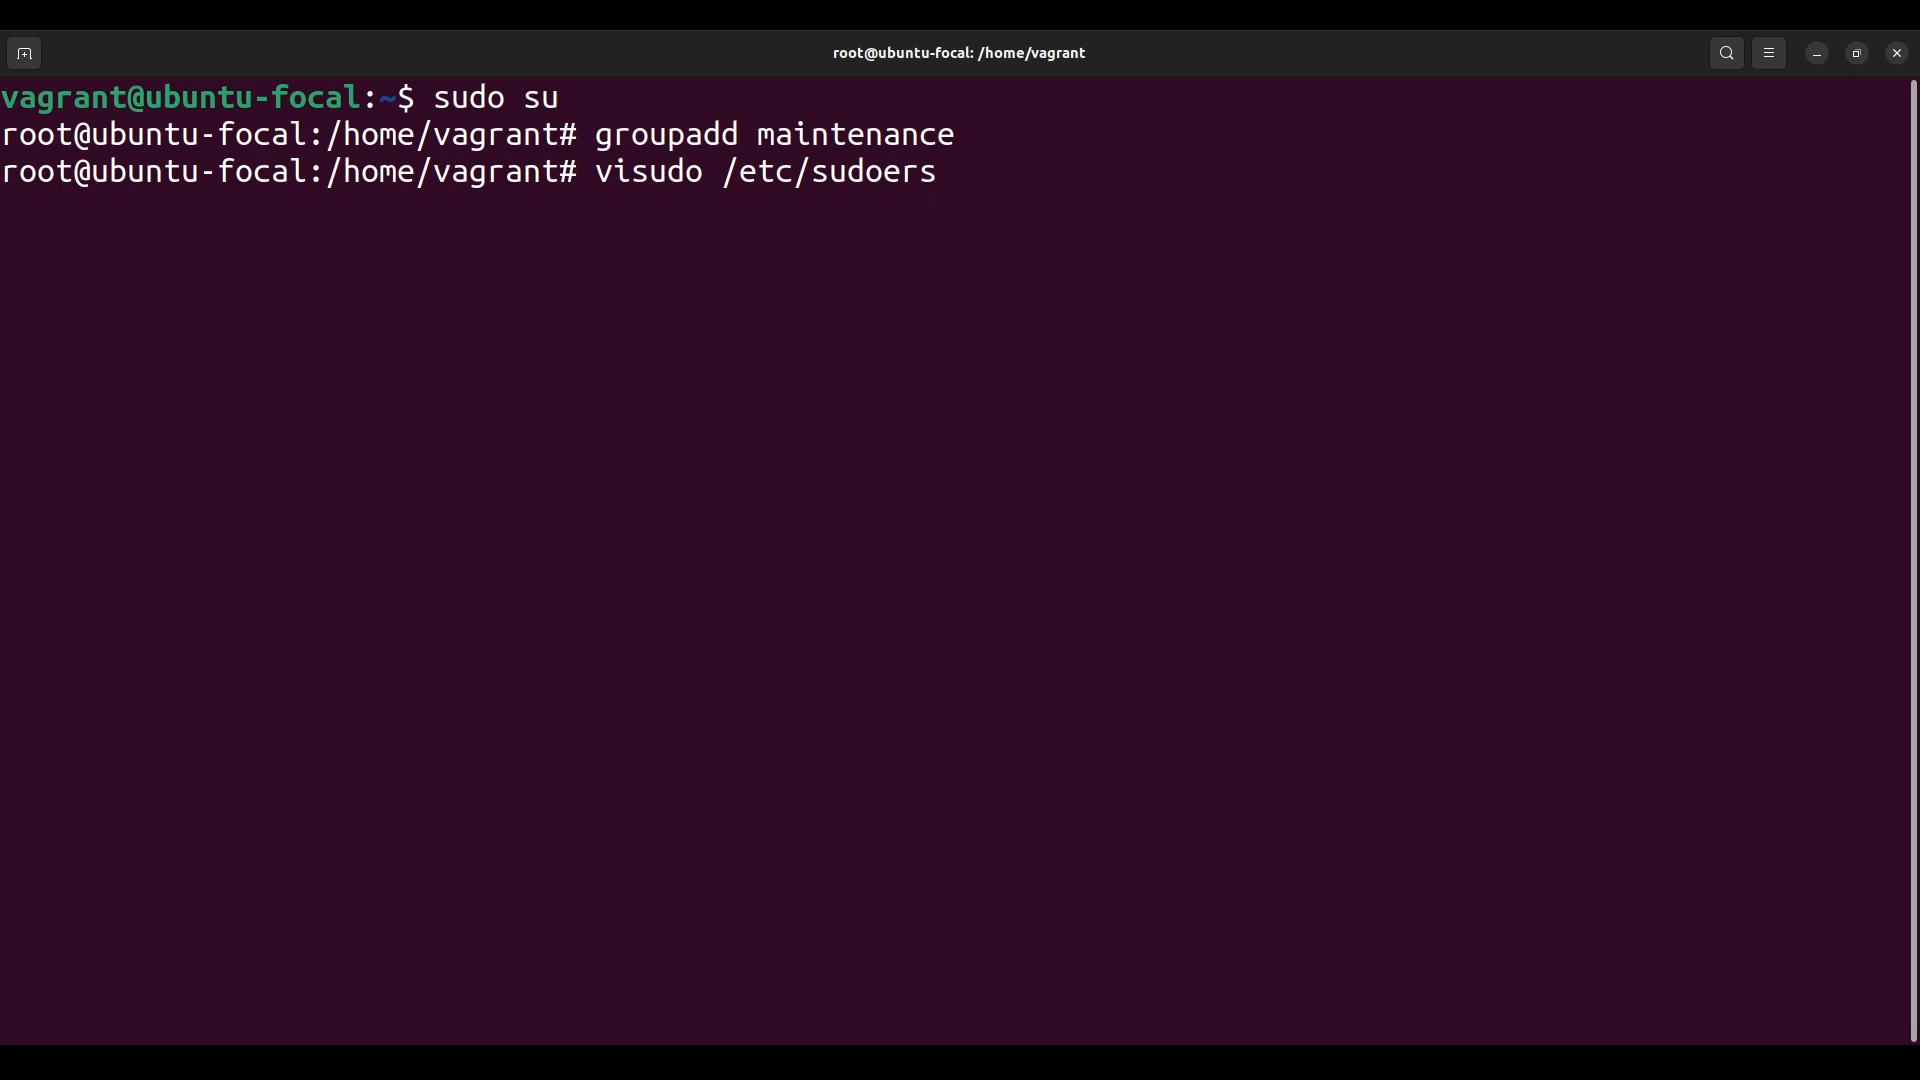 root@ubuntu-focal: /home/vagrant
vagrant@ubuntu-focal:~$ sudo su
root@ubuntu-focal:/home/vagrant# groupadd maintenance
root@ubuntu-focal:/home/vagrant# visudo /etc/sudoers